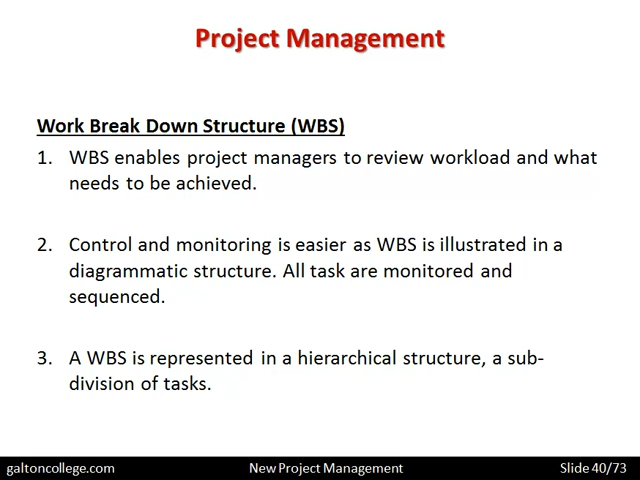 Project Management
Work Break Down Structure (WBS)
1. WBS enables project managers to review workload and what
needs to be achieved.
2. Control and monitoring is easier as WBS is illustrated in a
diagrammatic structure. All task are monitored and
sequenced.
3. A WBS is represented in a hierarchical structure, a sub-
division of tasks.
galtoncollege.com New Project Management Slide 40/73